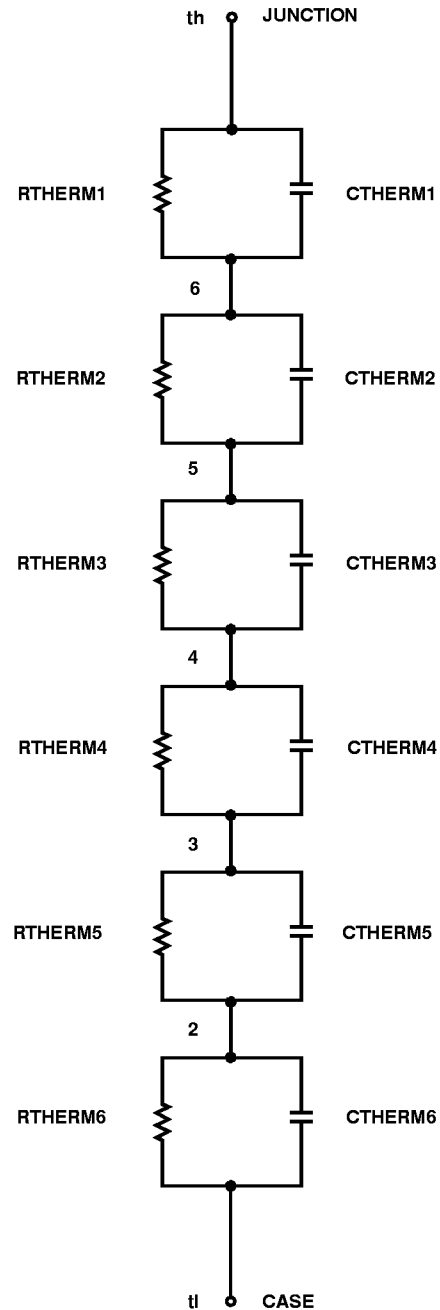 th JUNCTION
RTHERM1 CTHERM1
6
RTHERM2 CTHERM2
5
RTHERM3 CTHERM3
4
RTHERM4 CTHERM4
3
RTHERM5 CTHERM5
2
RTHERM6 CTHERM6
tl CASE